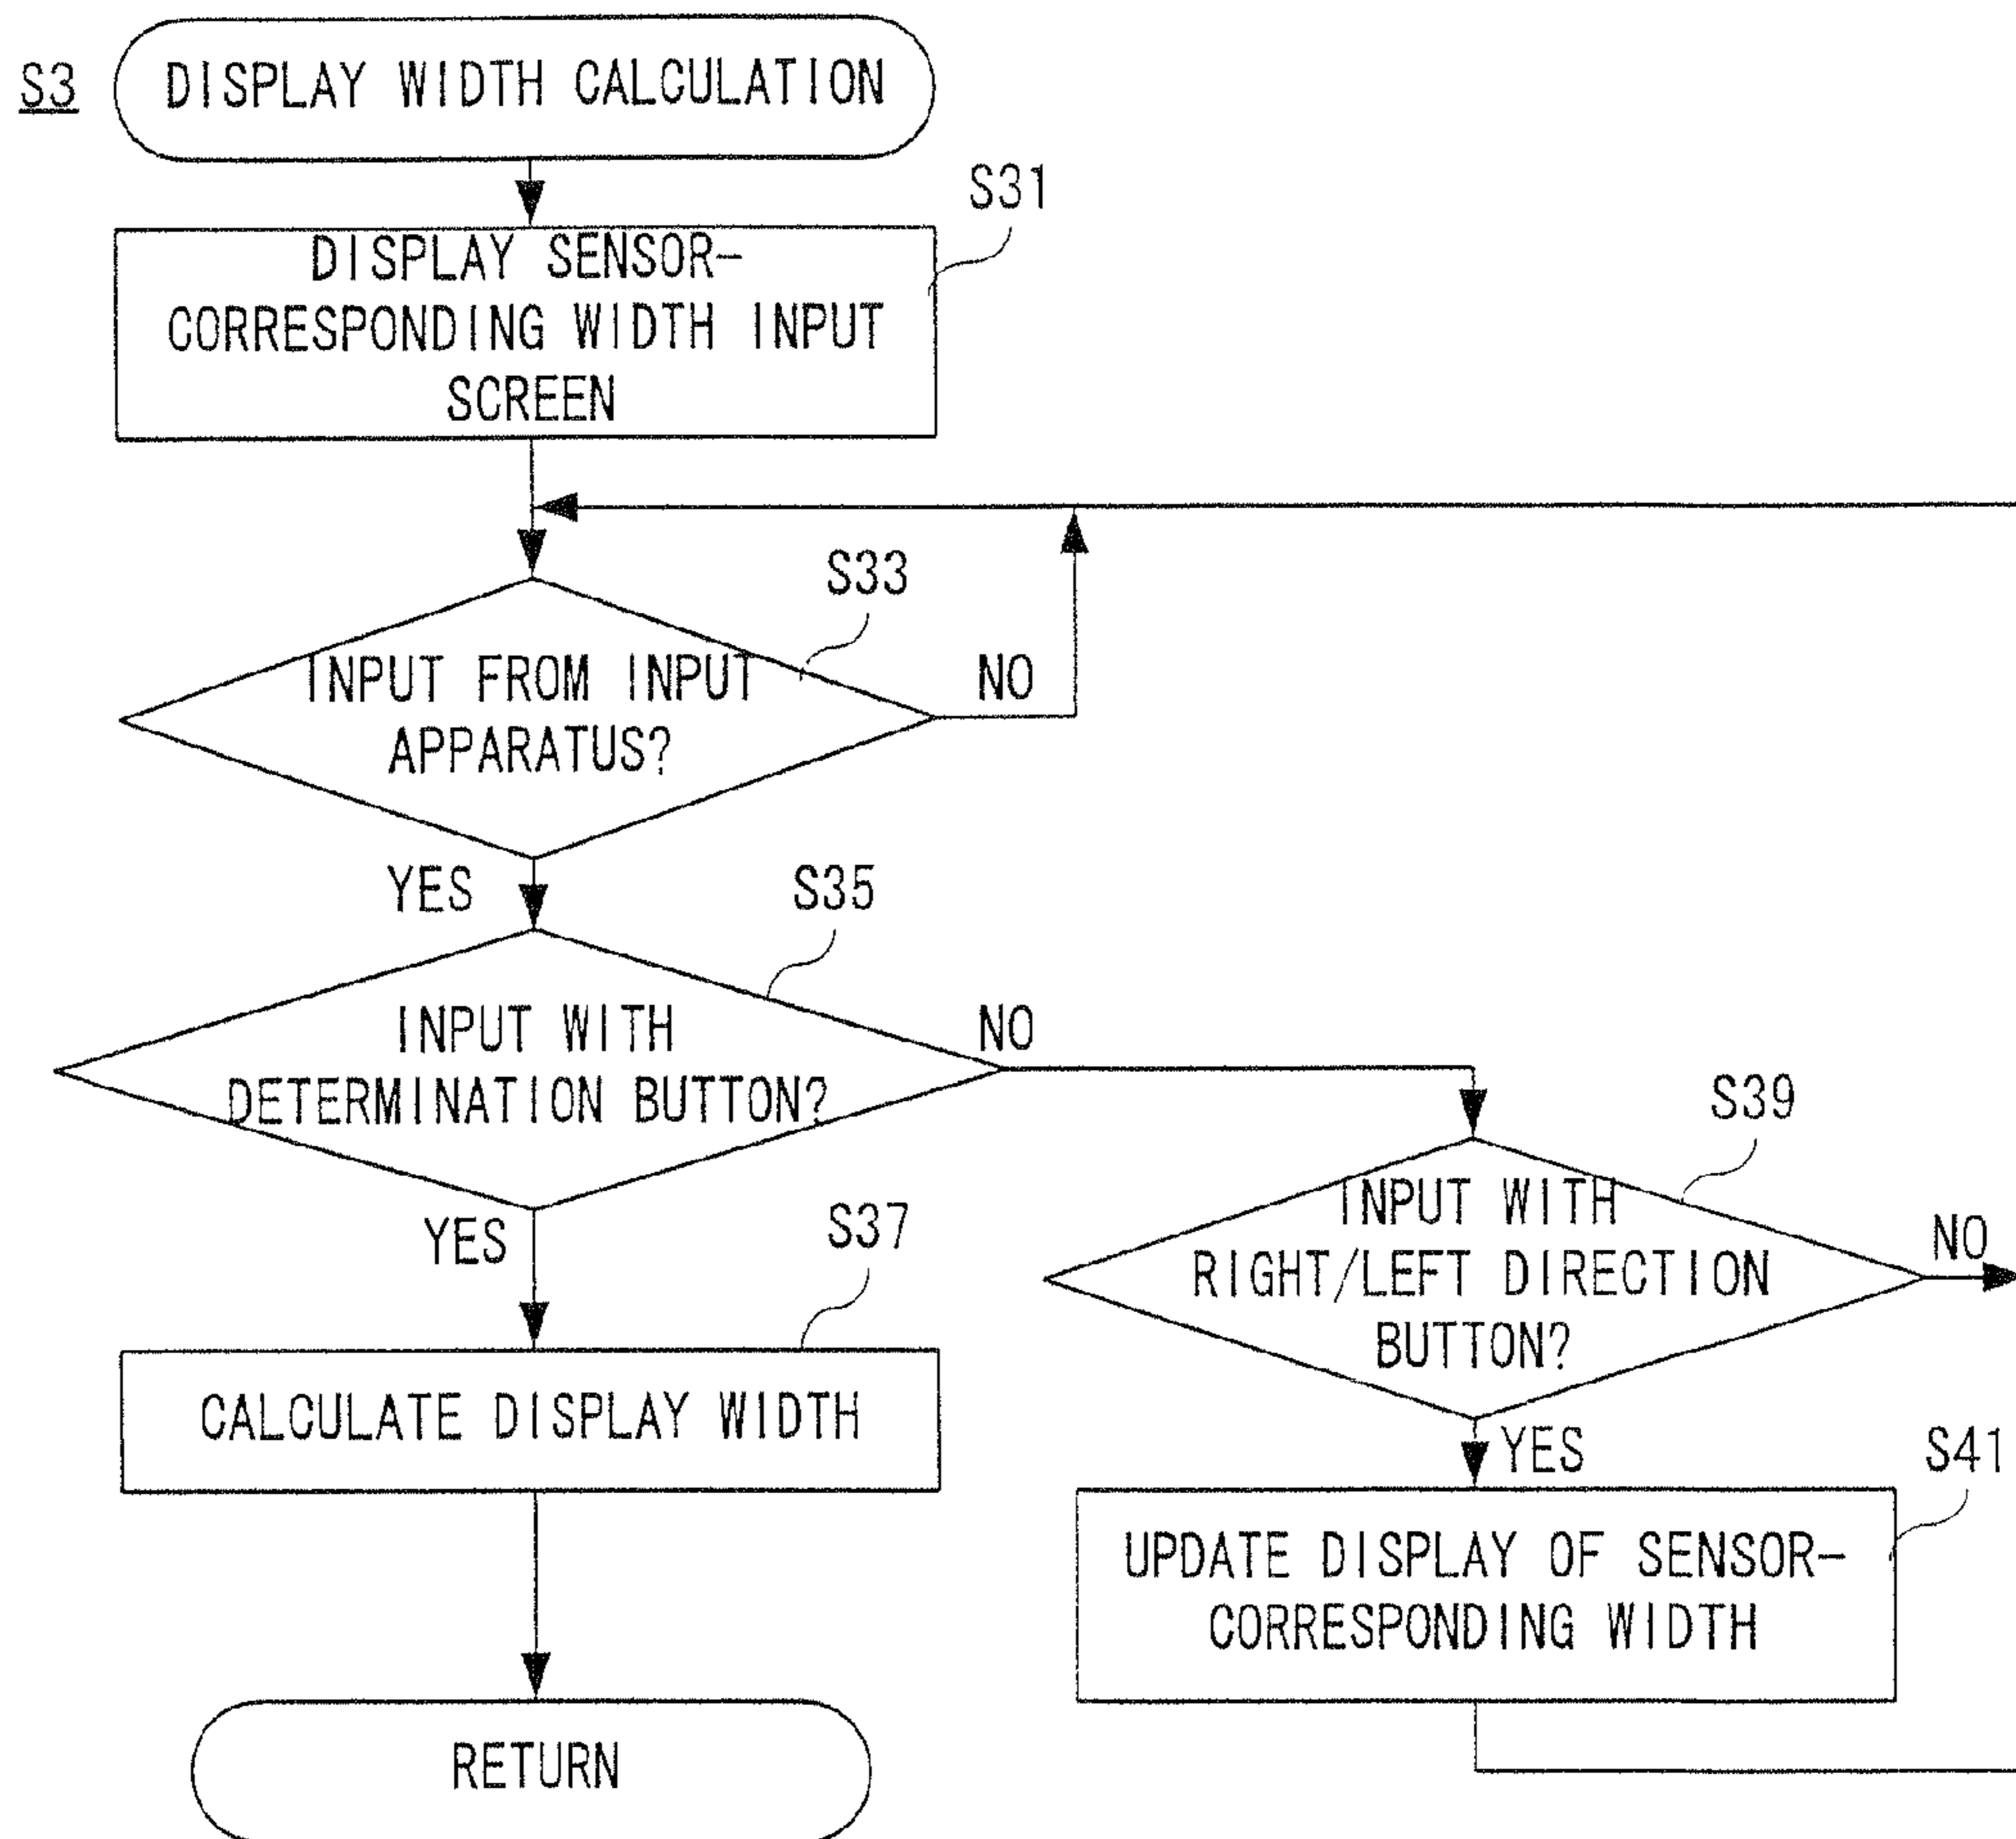 S3
DISPLAY WIDTH CALCULATION
S31
DISPLAY SENSOR-
CORRESPONDING WIDTH INPUT
SCREEN
S33
INPUT FROM INPUT
APPARATUS?
NO
YES
S35
INPUT WITH
DETERMINATION BUTTON?
NO
YES
S37
CALCULATE DISPLAY WIDTH
RETURN
S39
INPUT WITH
RIGHT/LEFT DIRECTION
BUTTON?
NO
YES
S41
UPDATE DISPLAY OF SENSOR-
CORRESPONDING WIDTH